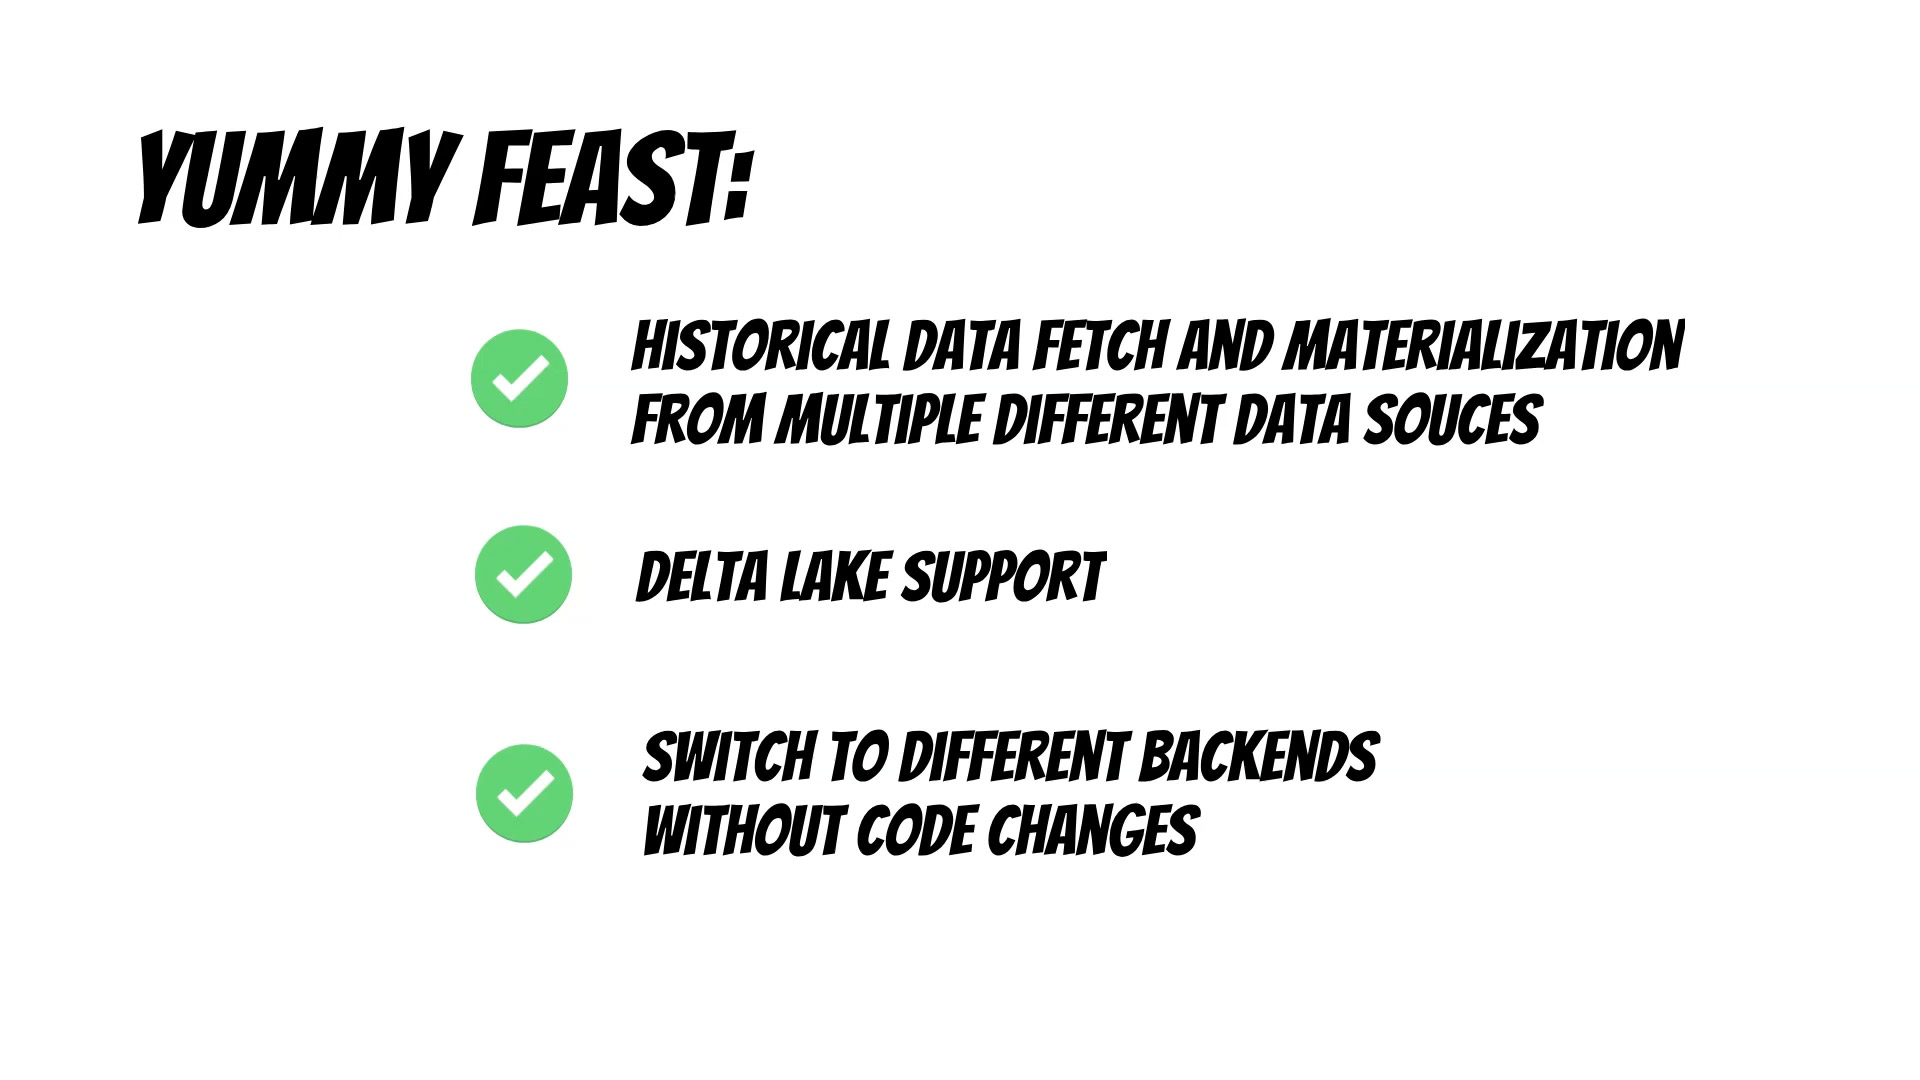 YUMMY FEAST:
HISTORICAL DATA FETCH AND MATERIALIZATION
FROM MULTIPLE DIFFERENT DATA SOUCES
DELTA LAKE SUPPORT
SWITCH TO DIFFERENT BACKENDS
WITHOUT CODE CHANGES